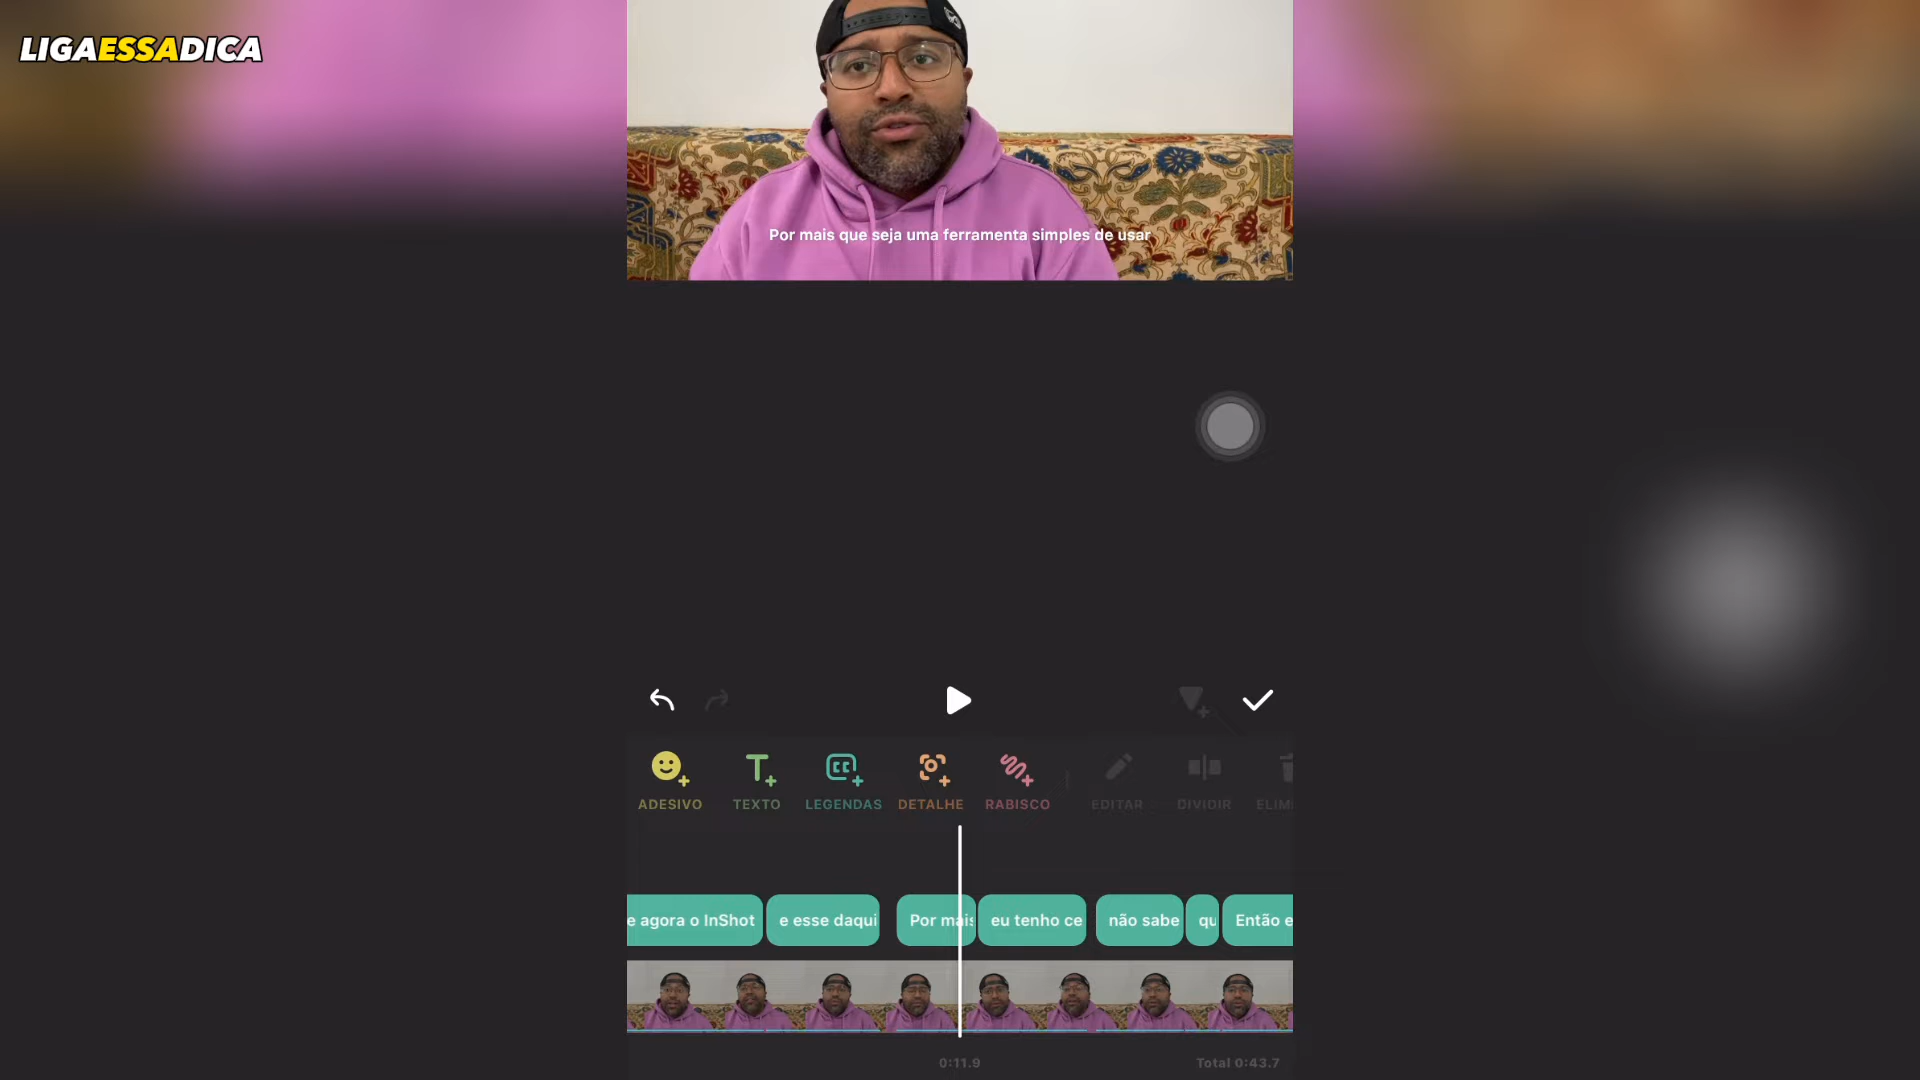 LIGAESSADICA
Por mais que seja uma ferramenta simples de usar
ADESIVO
TEXTO
LEGENDAS
DETALHE
RABISCO
EDITAR
DIVIDIR
ELIM
e agora o InShot
e esse daqui
Por mais
eu tenho ce
não sabe
qu
Então e
0:11.9
Total 0:43.7